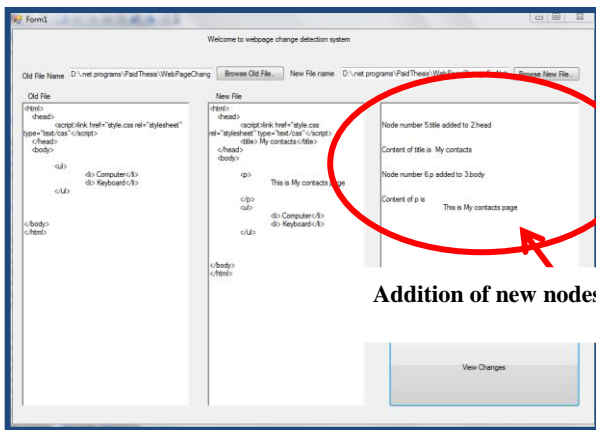 Form1
Welcome to webpage change detection system
Old File Name D:\.net programs\PaidThesis\WebPageChang Browse Old File.. New File name D:\.net programs\PaidThesis\WebPageChang Browse New File...
Old File
<html>
<head>
<script>link href="style.css rel="stylesheet"
type="text/css"</script>
</head>
<body>
<ul>
<li> Computer</li>
<li> Keyboard</li>
</ul>
</body>
</html>
New File
<html>
<head>
<script>link href="style.css
rel="stylesheet" type="text/css"</script>
<title> My contacts</title>
</head>
<body>
<p>
This is My contacts page
</p>
<ul>
<li> Computer</li>
<li> Keyboard</li>
</ul>
</body>
</html>
Node number 5:title added to 2.head
Content of title is My contacts
Node number 6.p added to 3.body
Content of p is
This is My contacts page
Addition of new nodes
View Changes